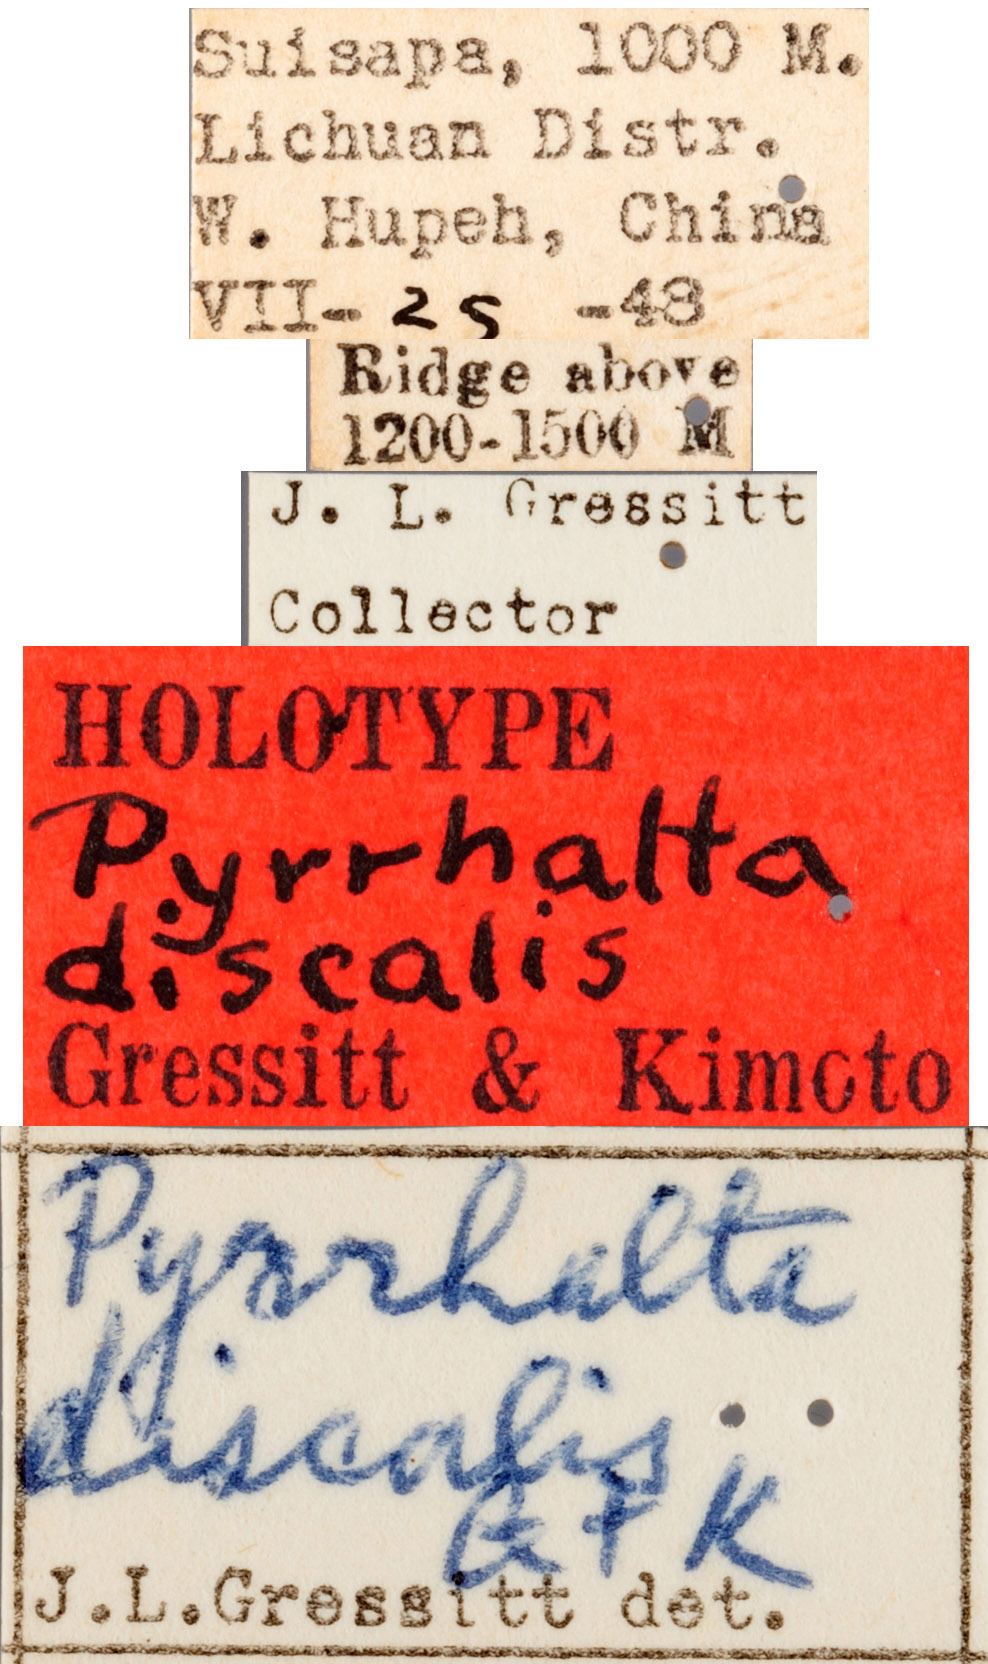 Suisapa, 1000 M.
Lichuan Distr.
W. Hupeh, China
VII- 25 -48
Ridge above
1200-1500 M
J. L. Gressitt
Collector
HOLOTYPE
Pyrrhalta
discalis
Gressitt & Kimoto
Pyrrhalta
discalis
G + K
J.L.Gressitt det.